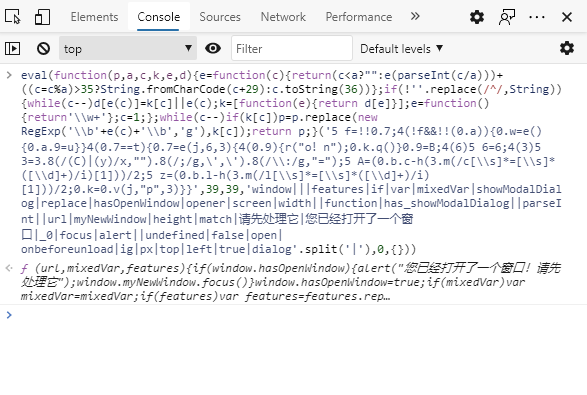 Elements Console Sources Network Performance
top Filter Default levels ▼
eval(function(p,a,c,k,e,d){e=function(c){return(c<a?"":e(parseInt(c/a)))+
((c=c%a)>35?String.fromCharCode(c+29):c.toString(36))};if(!''.replace(/^/,String))
{while(c--)d[e(c)]=k[c]||e(c);k=[function(e){return d[e]}];e=function()
{return'\\w+'};c=1;};while(c--)if(k[c])p=p.replace(new
RegExp('\\b'+e(c)+'\\b','g'),k[c]);return p;}('5 f=!!0.7;4(!f&&!!(0.a)){0.w=e()
{0.a.9=u}}4(0.7==t){0.7=e(j,6,3){4(0.9){r("o! n");0.k.q()}0.9=B;4(6)5 6=6;4(3)5
3=3.8(/(C)|(y)/x,"").8(/;/g,\',\').8(/\\:/g,"=");5 A=(0.b.c-h(3.m(/c[\\s]*=[\\s]*
([\\d]+)/i)[1]))/2;5 z=(0.b.l-h(3.m(/l[\\s]*=[\\s]*([\\d]+)/i)
[1]))/2;0.k=0.v(j,"p",3)}}',39,39,'window|||features|if|var|mixedVar|showModalDial
og|replace|hasOpenWindow|opener|screen|width||function|has_showModalDialog||parseI
nt||url|myNewWindow|height|match|请先处理它|您已经打开了一个窗
口|_0|focus|alert||undefined|false|open|
onbeforeunload|ig|px|top|left|true|dialog'.split('|'),0,{}))
ƒ (url,mixedVar,features){if(window.hasOpenWindow){alert("您已经打开了一个窗口! 请先
处理它");window.myNewWindow.focus()}window.hasOpenWindow=true;if(mixedVar)var
mixedVar=mixedVar;if(features)var features=features.rep…